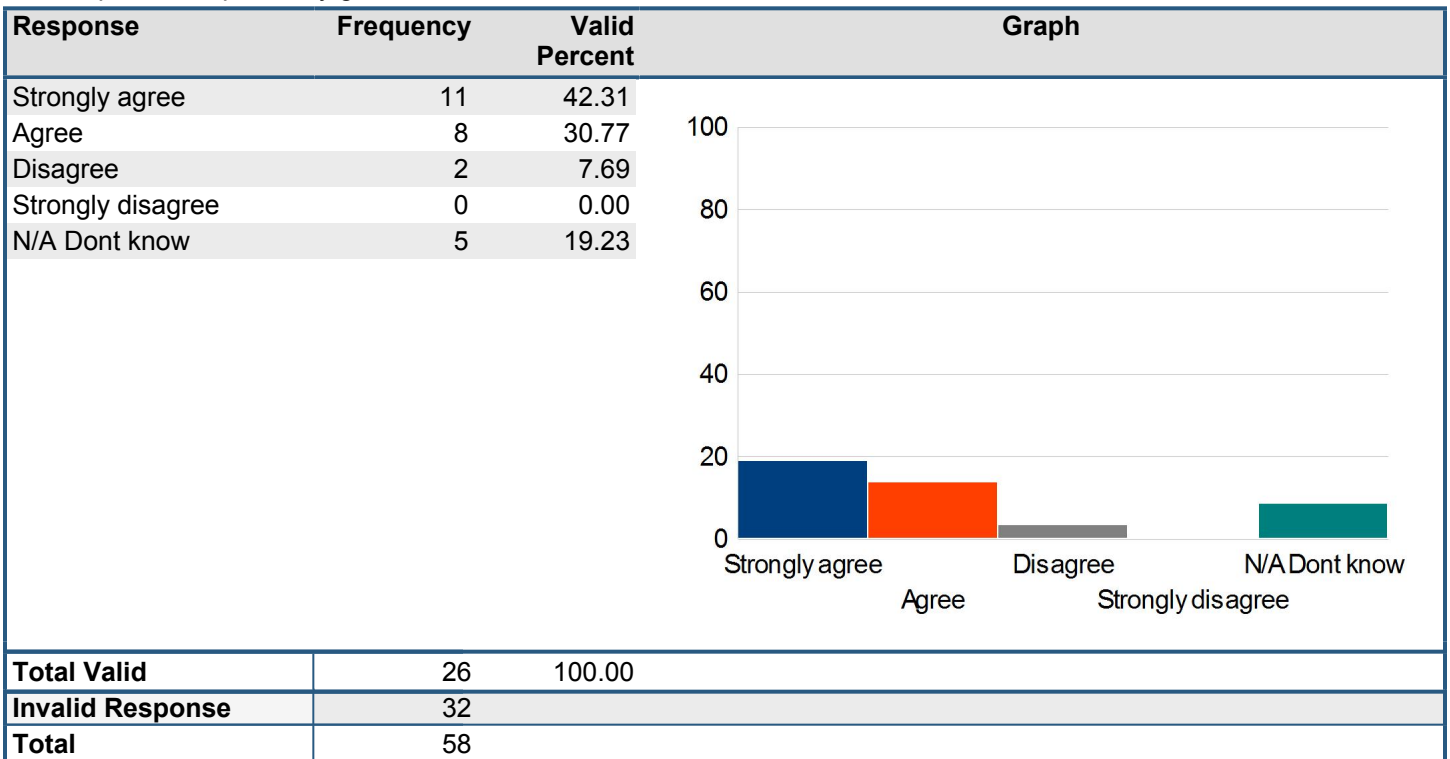 Response Frequency Valid Percent Graph
Strongly agree 11 42.31
Agree 8 30.77
Disagree 2 7.69
Strongly disagree 0 0.00
N/A Dont know 5 19.23
100
80
60
40
20
0
Strongly agree Disagree N/A Dont know
Agree Strongly disagree
Total Valid 26 100.00
Invalid Response 32
Total 58